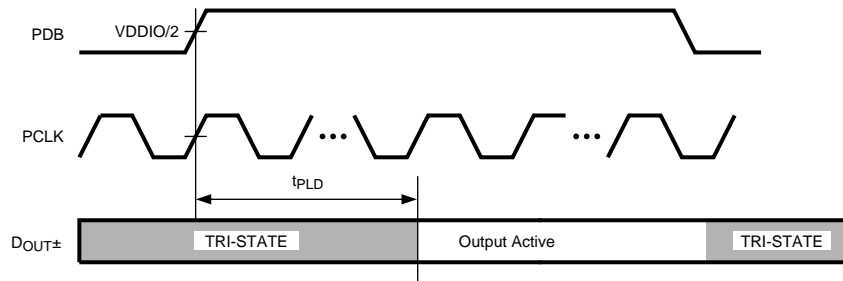 PDB
VDDIO/2
PCLK
tPLD
DOUT±
TRI-STATE
Output Active
TRI-STATE